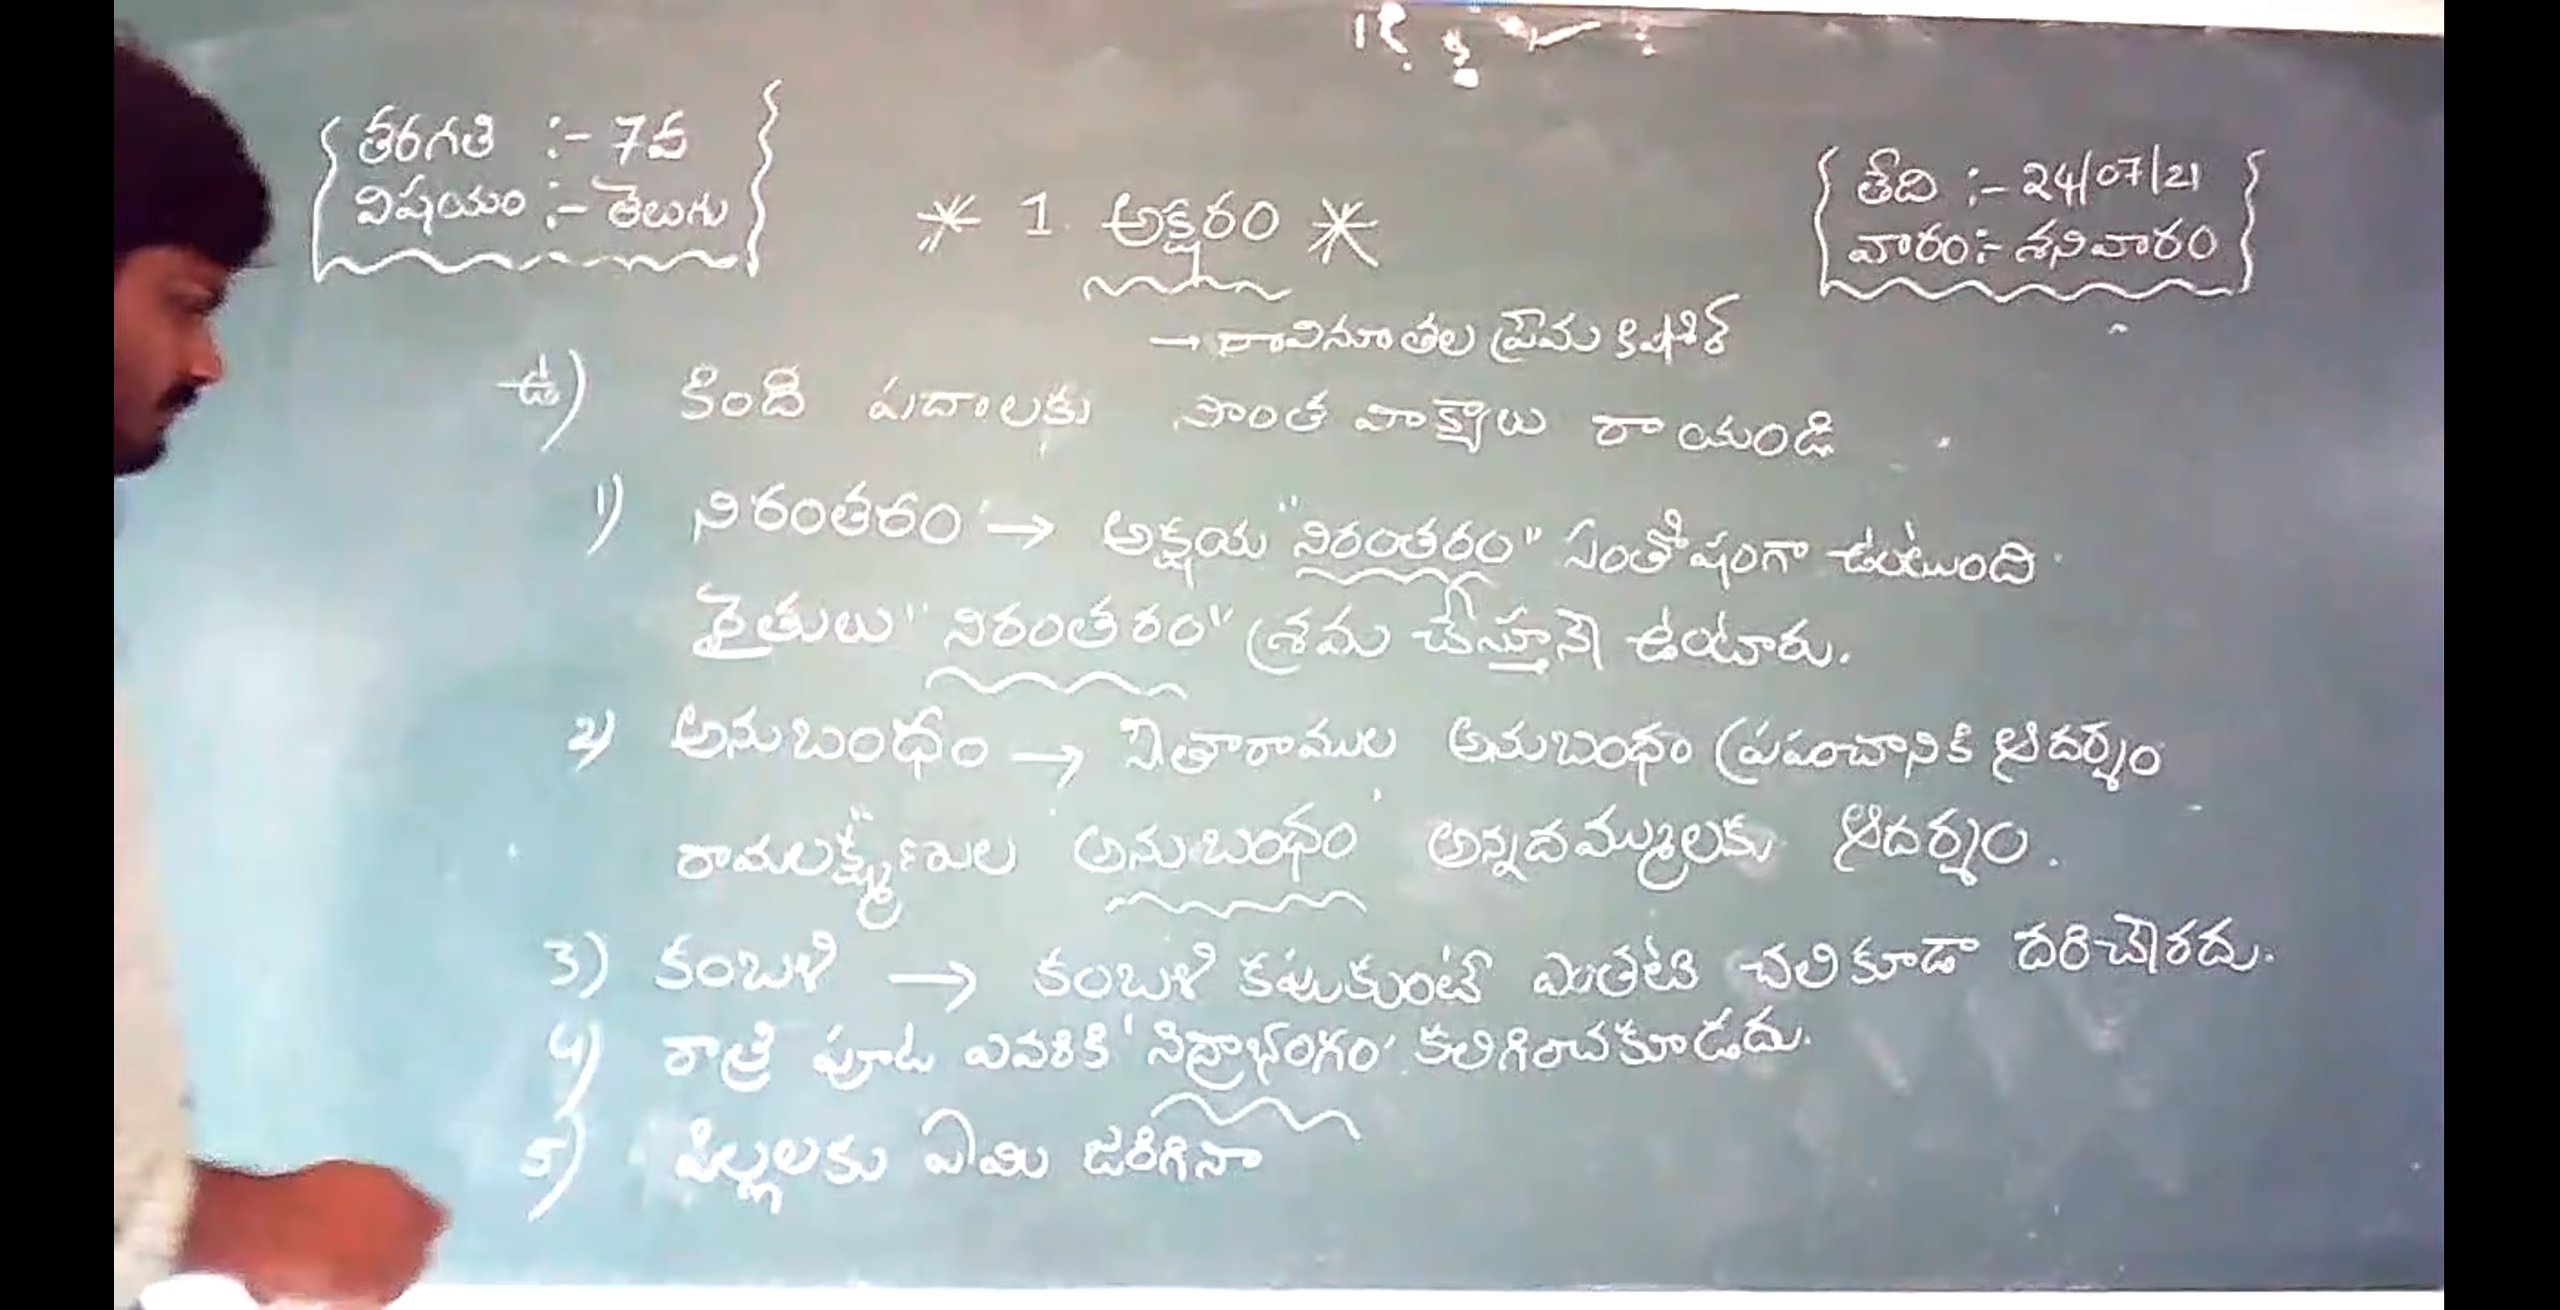 తరగతి :- 7వ
విషయం :- తెలుగు
తేది :- 24/07/21
వారం:- శనివారం
* 1. అక్షరం *
→ రావినూతల ప్రేమ కిషోర్
ఉ) కింది పదాలకు సొంత వాక్యాలు రాయండి
1) నిరంతరం → అక్షయ "నిరంతరం" సంతోషంగా ఉంటుంది.
రైతులు "నిరంతరం" శ్రమ చేస్తూనే ఉంటారు.
2) అనుబంధం → సీతారాముల అనుబంధం ప్రపంచానికి ఆదర్శం
రామలక్ష్మణుల "అనుబంధం" అన్నదమ్ములకు ఆదర్శం.
3) కంబళి → కంబళి కప్పుకుంటే ఎంతటి చలికూడా దరిచేరదు.
4) రాత్రి పూట ఎవరికి 'నిద్రాభంగం' కలిగించకూడదు.
5) పిల్లలకు ఏమి జరిగినా